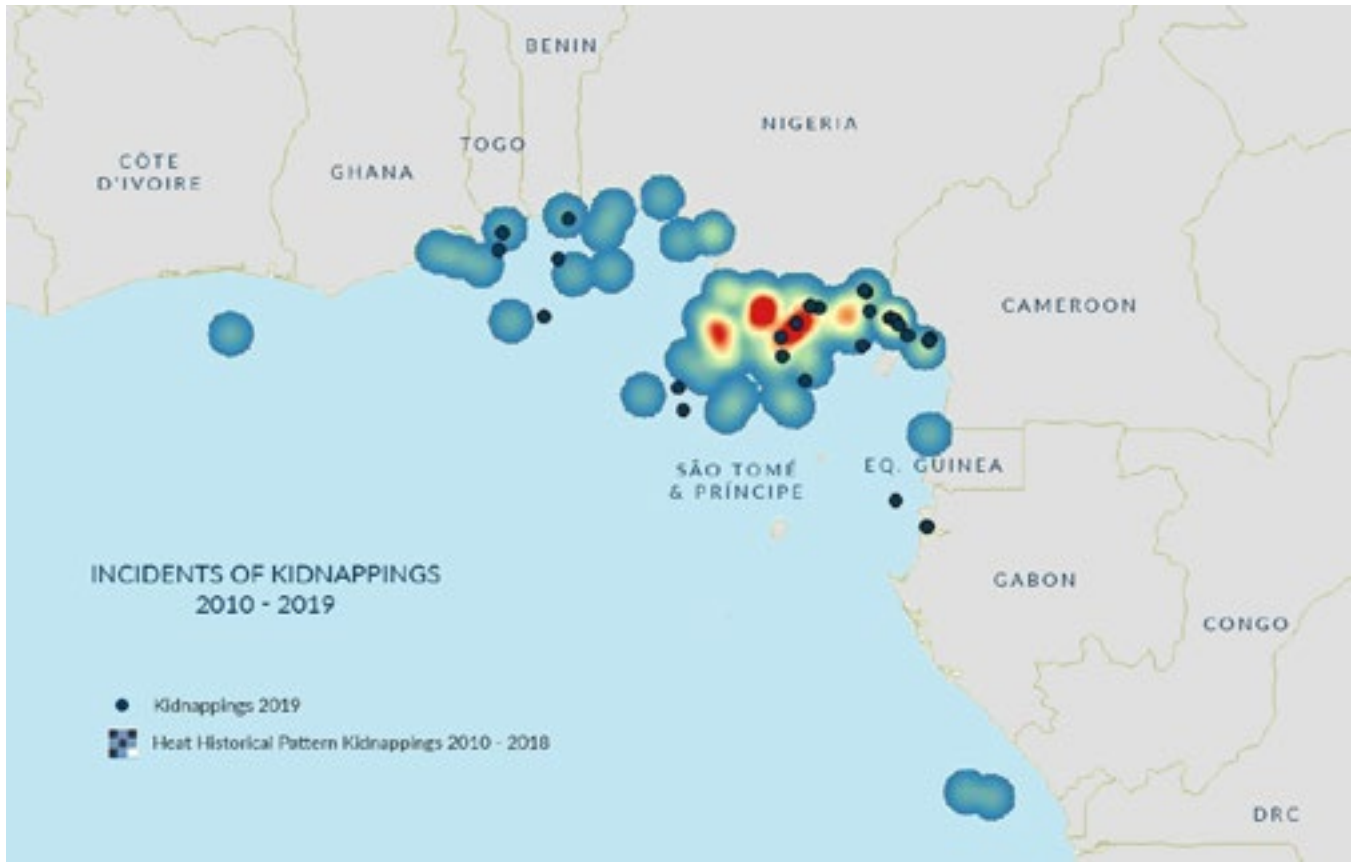 BENIN
NIGERIA
TOGO
CÔTE
D'IVOIRE
GHANA
CAMEROON
SÃO TOMÉ
& PRÍNCIPE
EQ. GUINEA
GABON
CONGO
DRC
INCIDENTS OF KIDNAPPINGS
2010 - 2019
Kidnappings 2019
Heat Historical Pattern Kidnappings 2010 - 2018